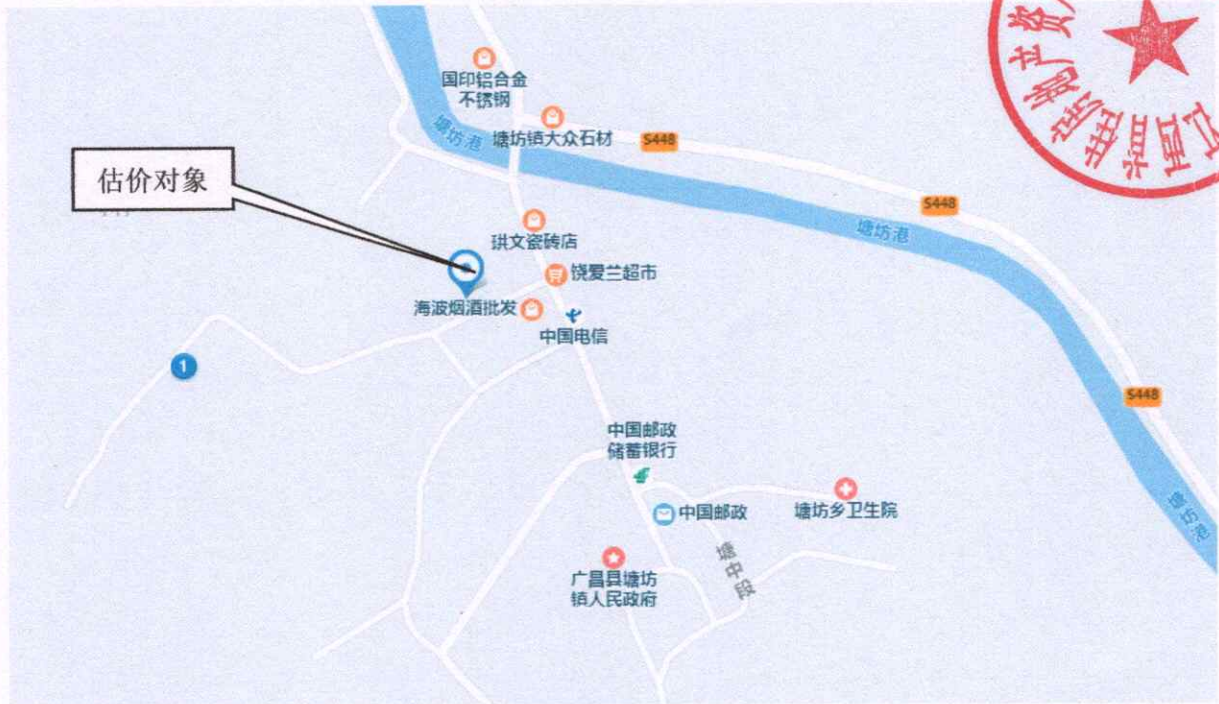 国印铝合金
不锈钢
塘坊港
塘坊镇大众石材
S448
估价对象
S448
塘坊港
珙文瓷砖店
饶爱兰超市
海波烟酒批发
中国电信
1
S448
中国邮政
储蓄银行
中国邮政
塘坊乡卫生院
塘坊港
塘中段
广昌县塘坊
镇人民政府